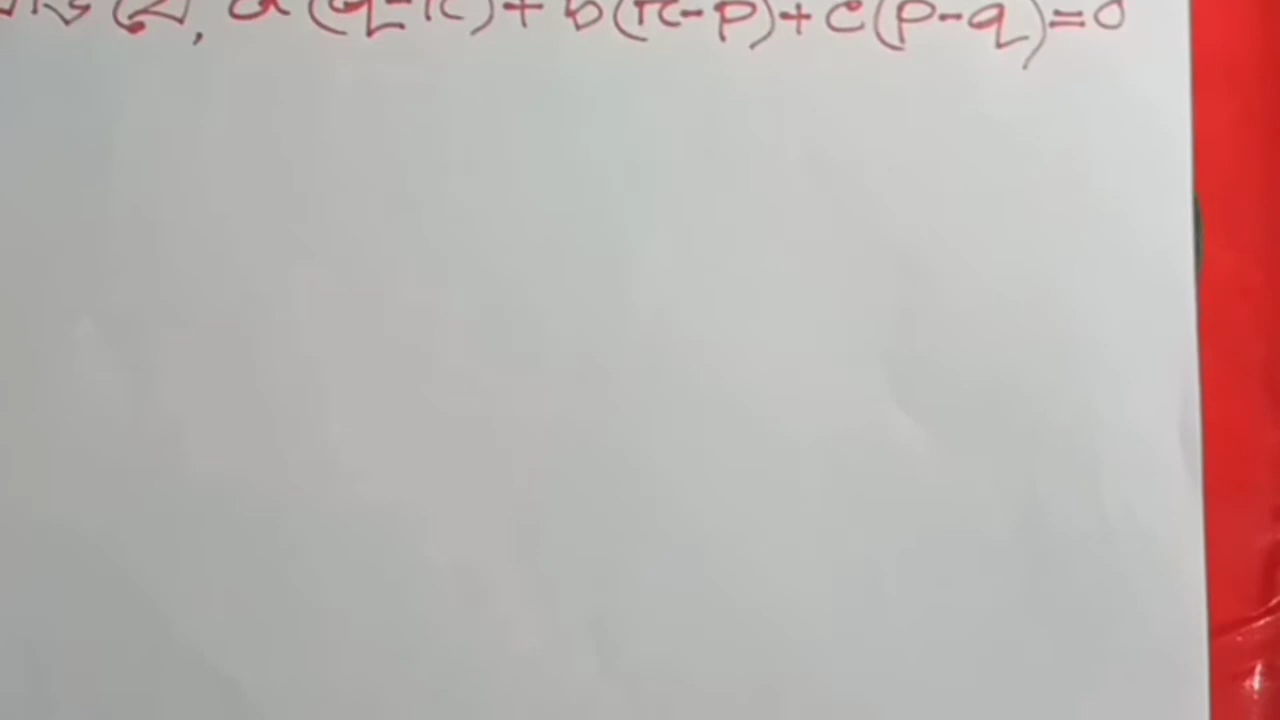 যে, a(q-r)+b(r-p)+c(p-q)=0